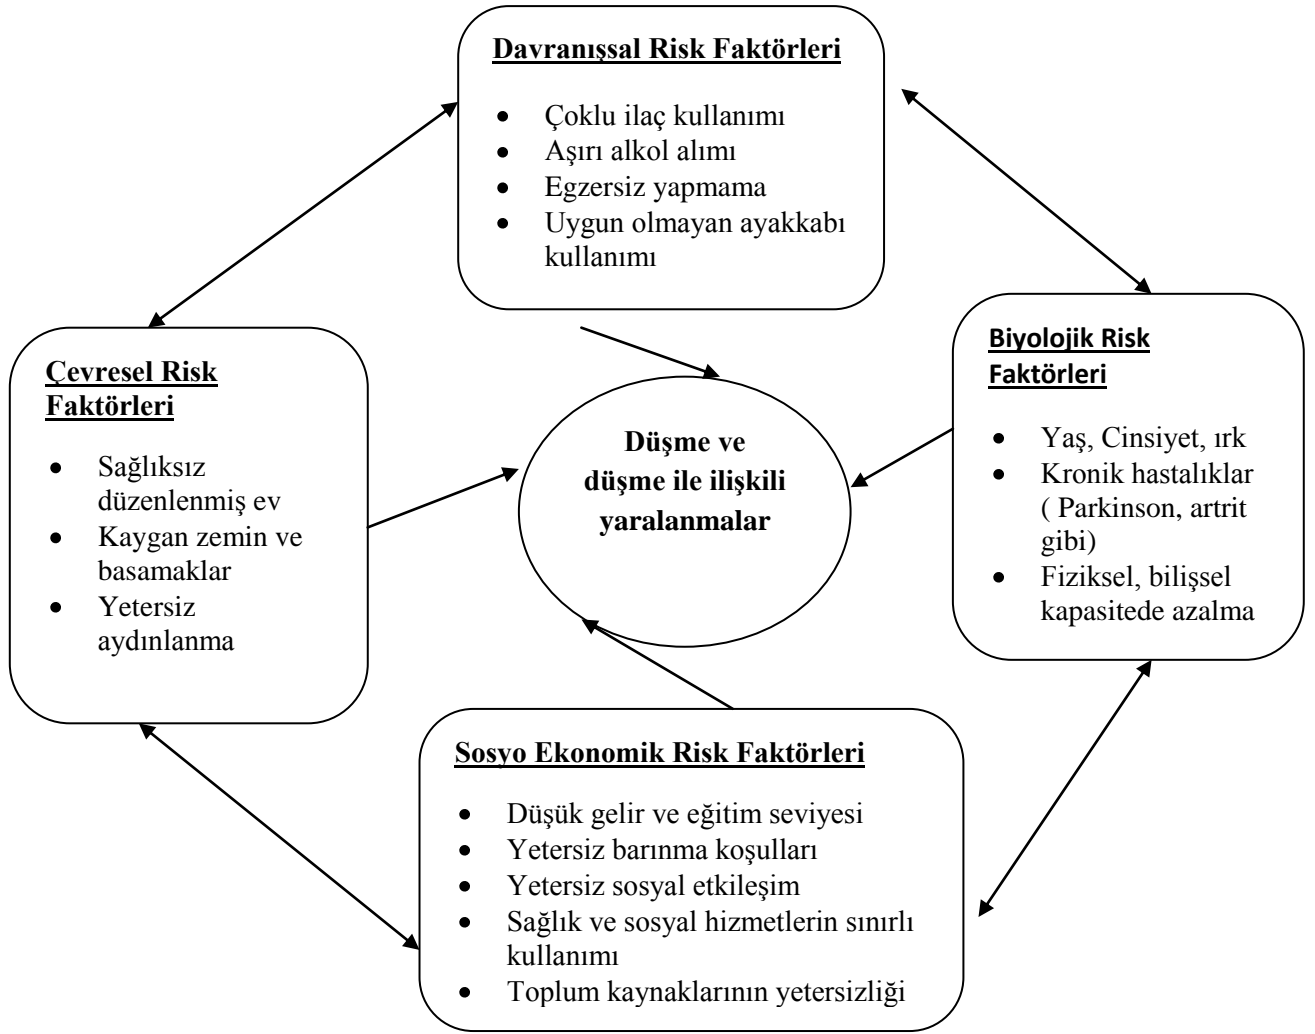 Davranışsal Risk Faktörleri
• Çoklu ilaç kullanımı
• Aşırı alkol alımı
• Egzersiz yapmama
• Uygun olmayan ayakkabı
kullanımı
Çevresel Risk
Faktörleri
• Sağlıksız
düzenlenmiş ev
• Kaygan zemin ve
basamaklar
• Yetersiz
aydınlanma
Düşme ve
düşme ile ilişkili
yaralanmalar
Biyolojik Risk
Faktörleri
• Yaş, Cinsiyet, ırk
• Kronik hastalıklar
( Parkinson, artrit
gibi)
• Fiziksel, bilişsel
kapasitede azalma
Sosyo Ekonomik Risk Faktörleri
• Düşük gelir ve eğitim seviyesi
• Yetersiz barınma koşulları
• Yetersiz sosyal etkileşim
• Sağlık ve sosyal hizmetlerin sınırlı
kullanımı
• Toplum kaynaklarının yetersizliği